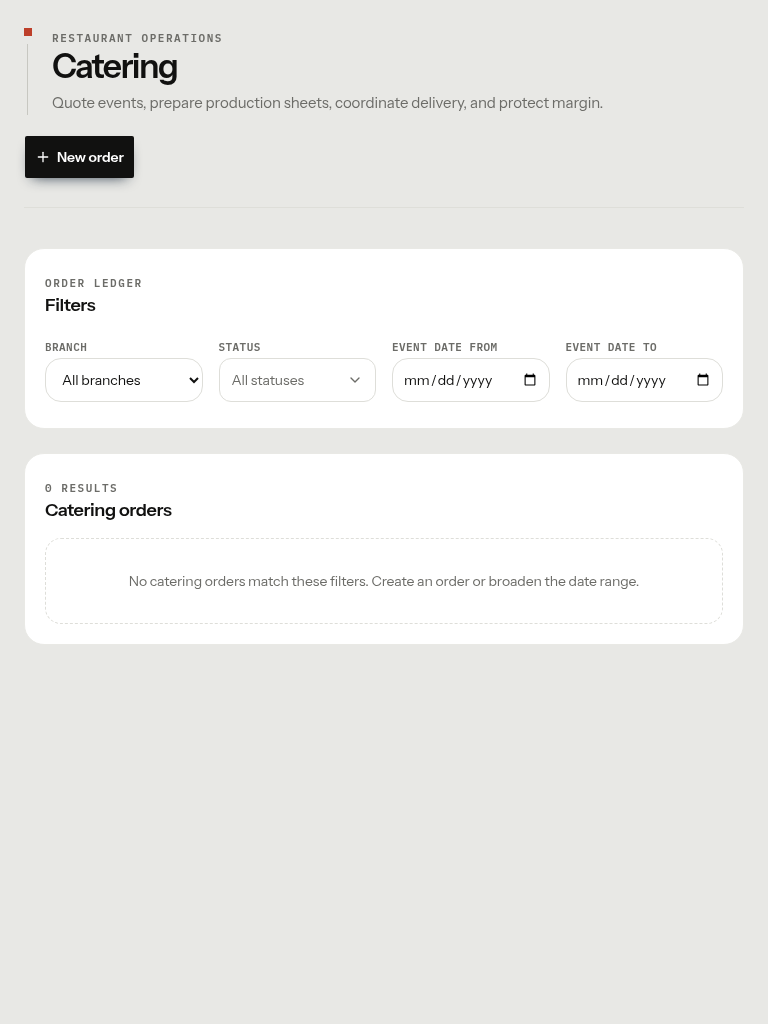 RESTAURANT OPERATIONS
Catering
Quote events, prepare production sheets, coordinate delivery, and protect margin.
New order
ORDER LEDGER
Filters
BRANCH STATUS EVENT DATE FROM EVENT DATE TO
All branches All statuses mm/dd/yyyy mm/dd/yyyy
0 RESULTS
Catering orders
No catering orders match these filters. Create an order or broaden the date range.